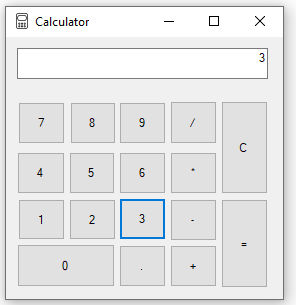 Calculator
3
7 8 9 / C
4 5 6 *
1 2 3 - =
0 . +